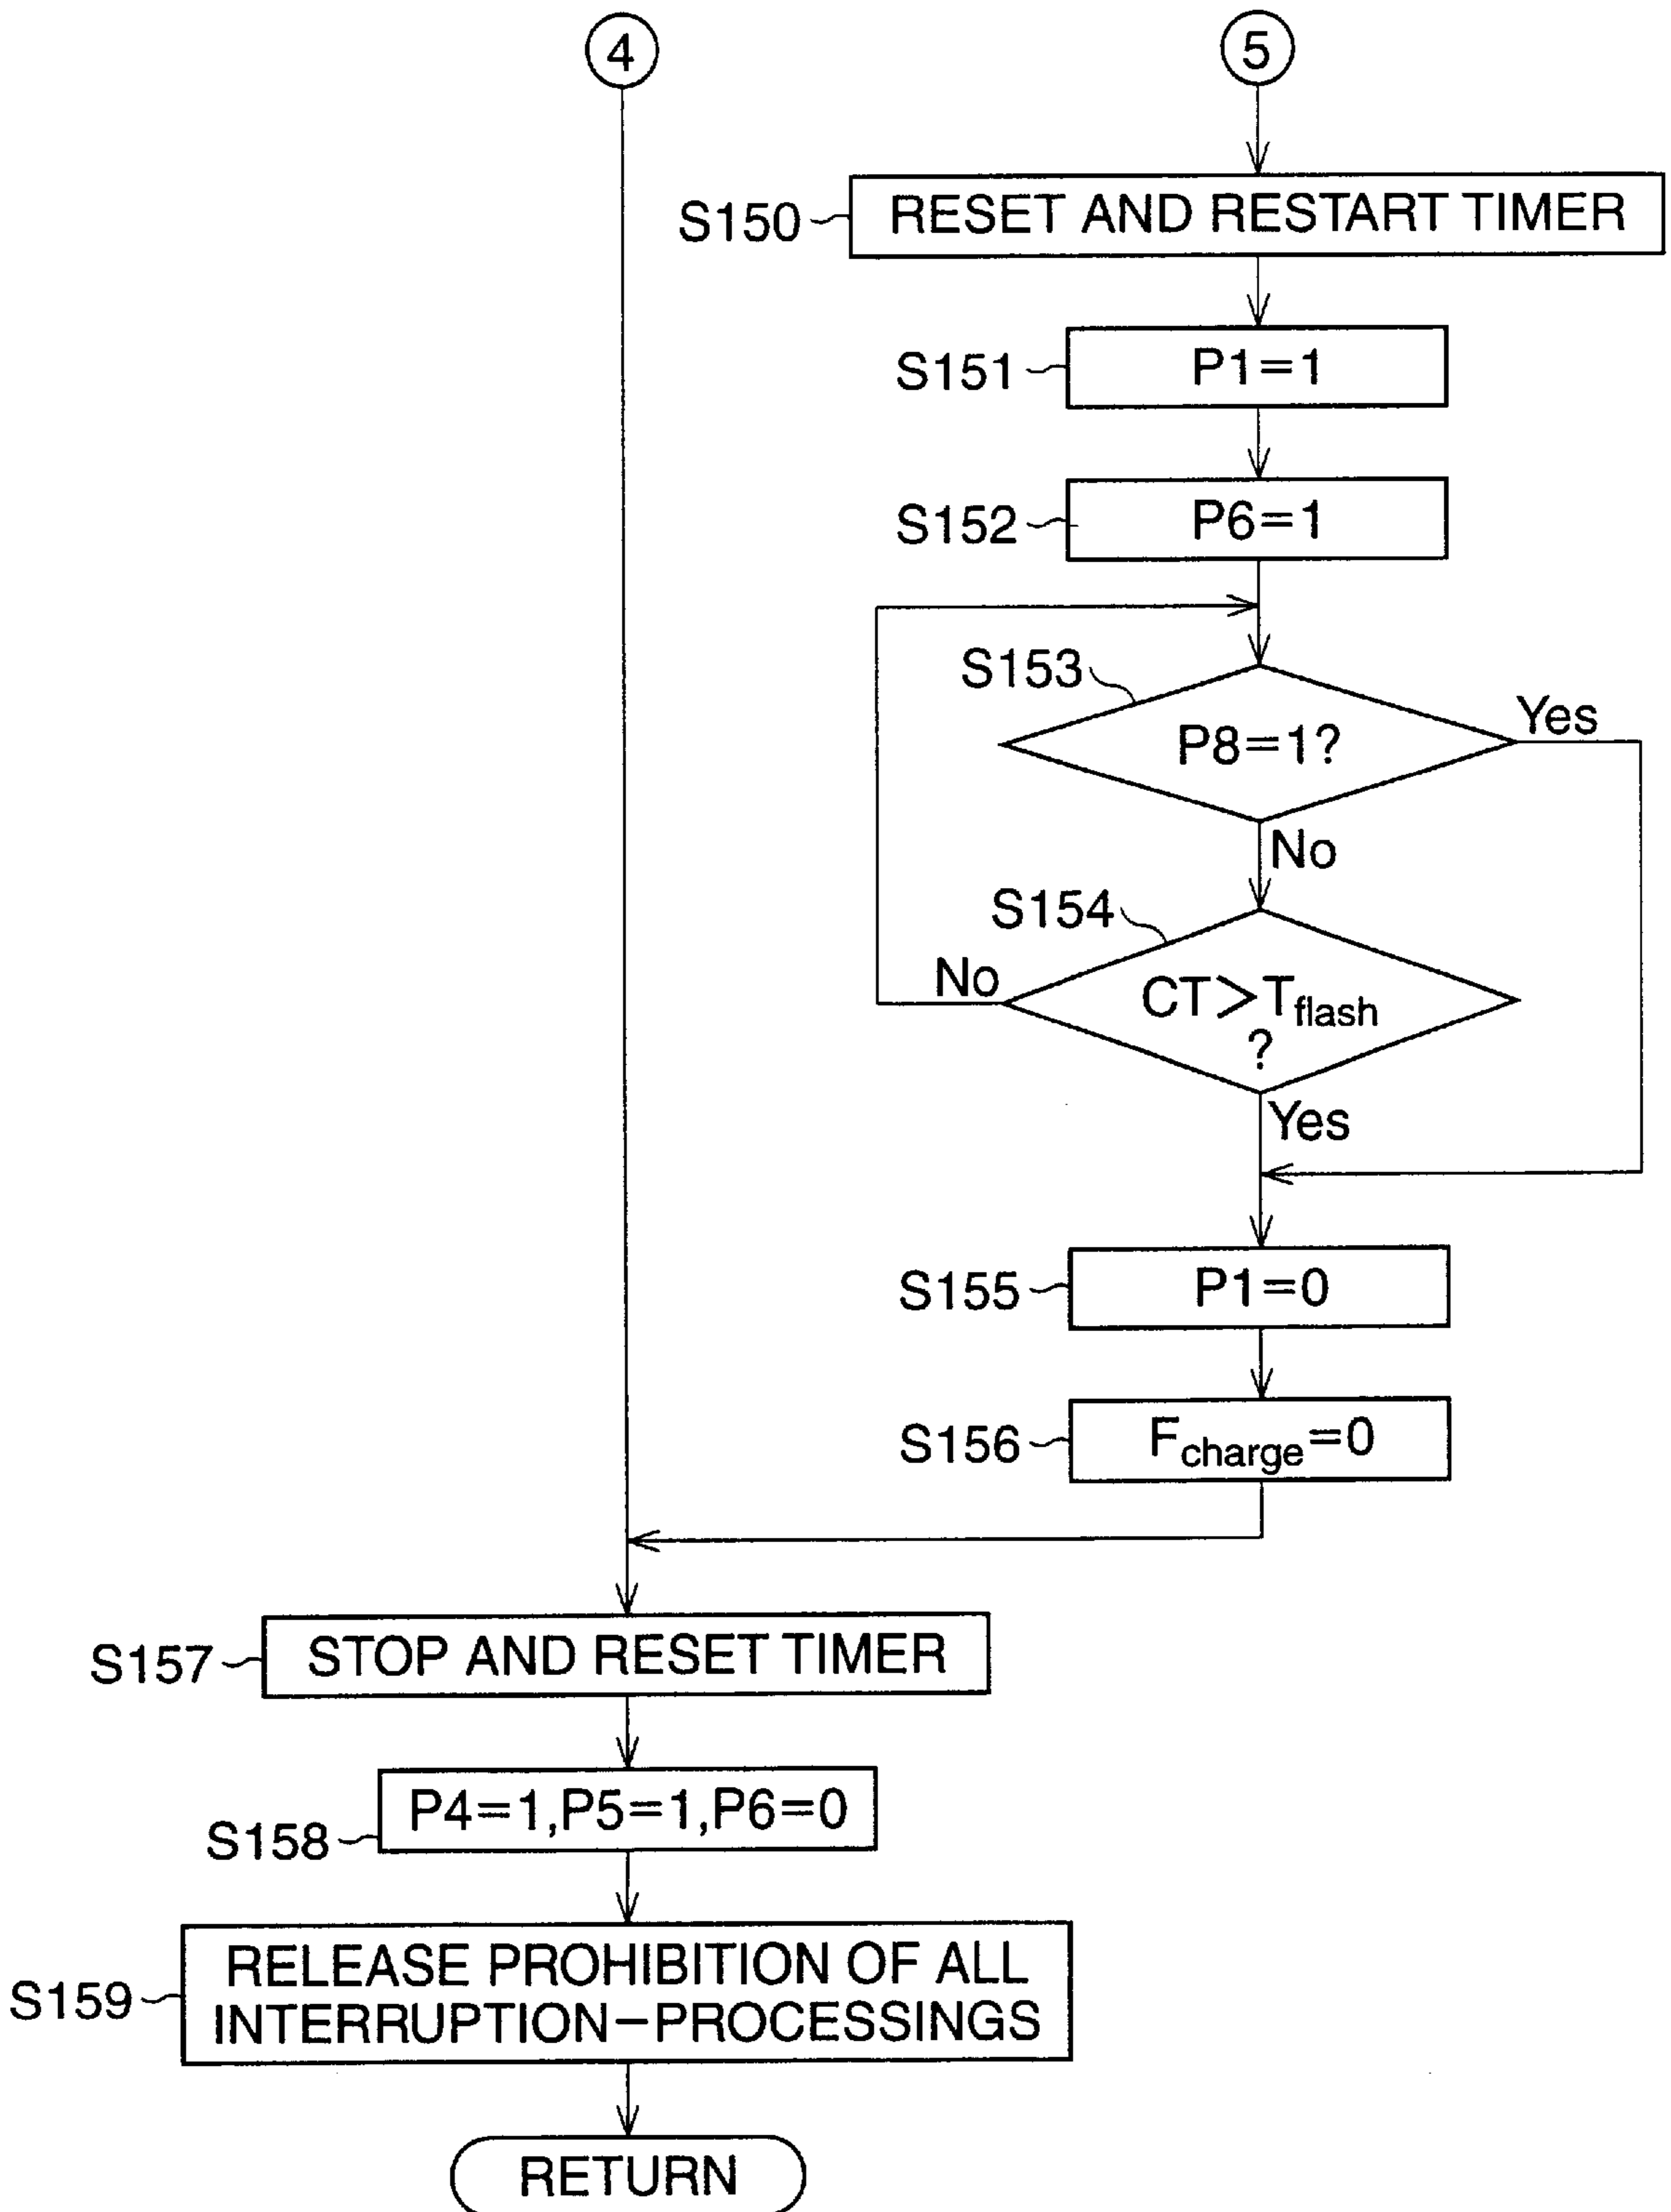 4
5
S150
RESET AND RESTART TIMER
S151
P1=1
S152
P6=1
S153
P8=1?
Yes
No
S154
CT>Tflash
?
No
Yes
S155
P1=0
S156
Fcharge=0
S157
STOP AND RESET TIMER
S158
P4=1,P5=1,P6=0
S159
RELEASE PROHIBITION OF ALL
INTERRUPTION-PROCESSINGS
RETURN